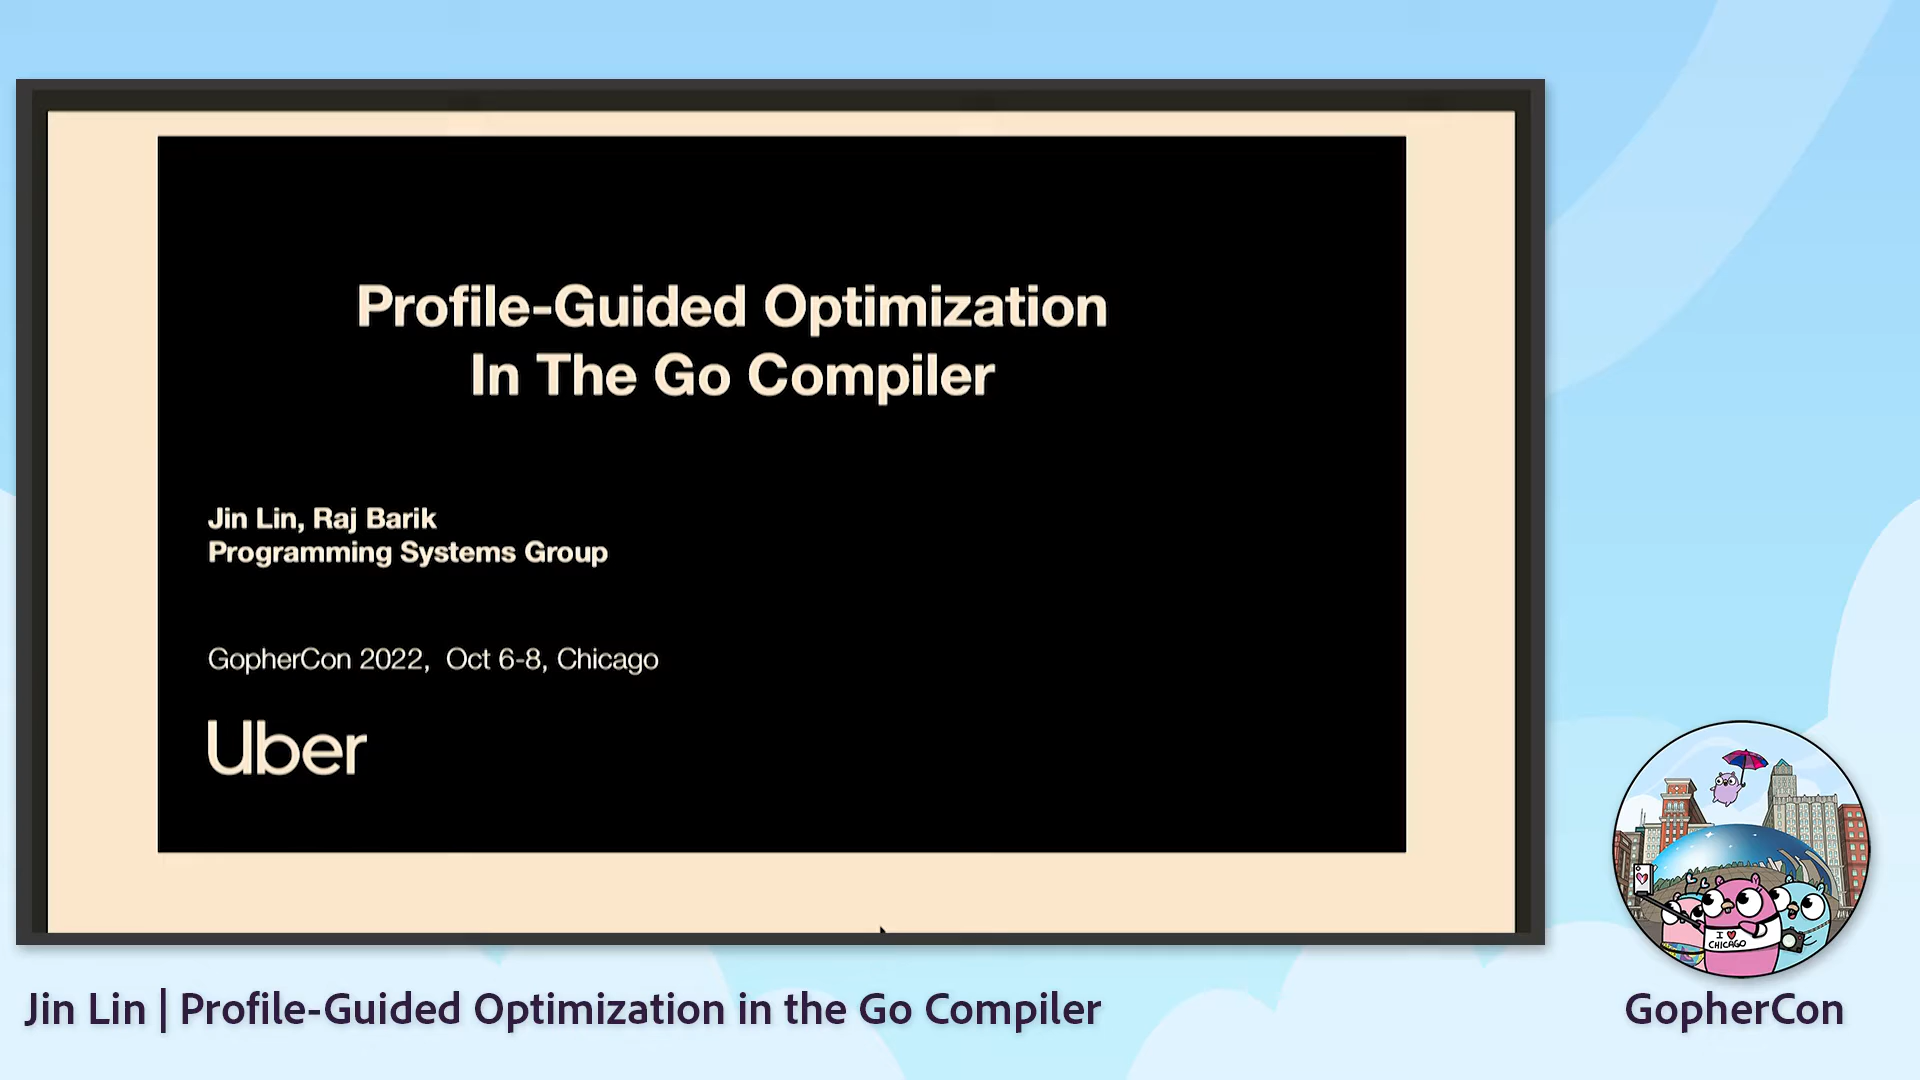 Profile-Guided Optimization
In The Go Compiler
Jin Lin, Raj Barik
Programming Systems Group
GopherCon 2022, Oct 6-8, Chicago
Uber
I
CHICAGO
Jin Lin | Profile-Guided Optimization in the Go Compiler
GopherCon